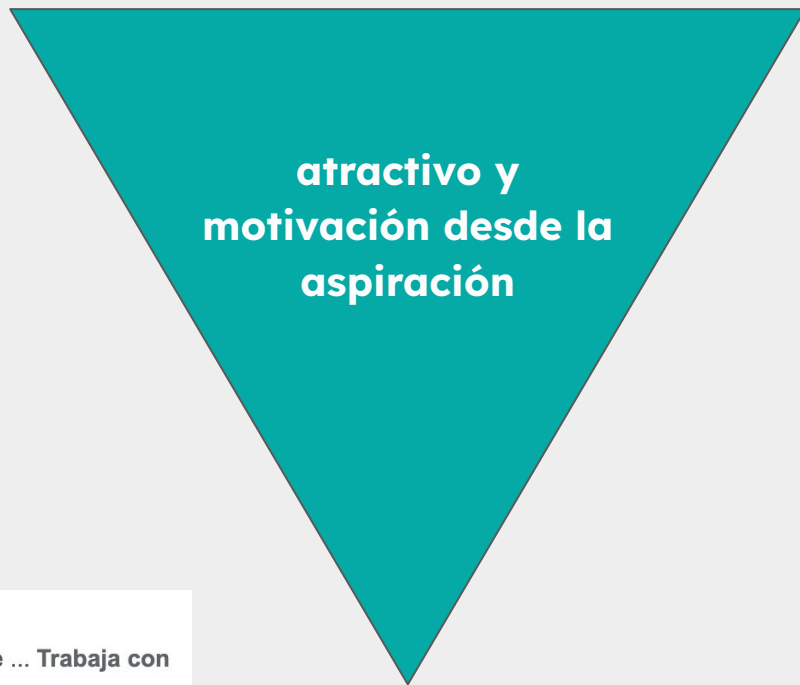 atractivo y
motivación desde la
aspiración
... Trabaja con